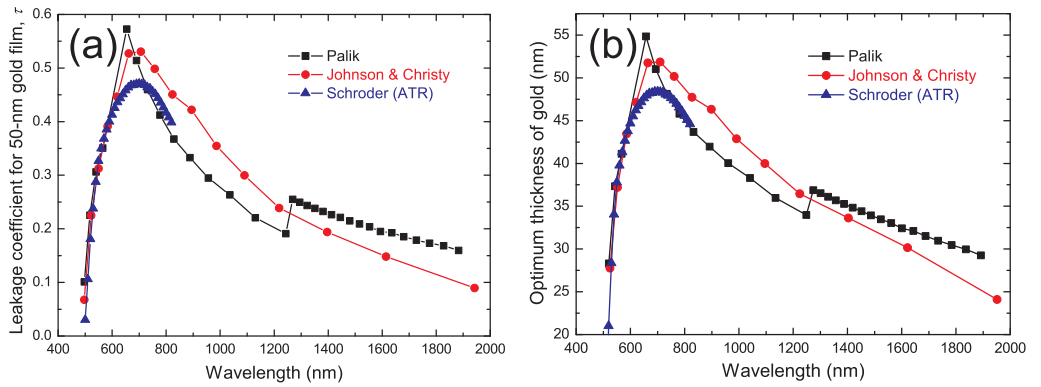 (a)
Palik
Johnson & Christy
Schroder (ATR)
Leakage coefficient for 50-nm gold film, τ
0.6
0.5
0.4
0.3
0.2
0.1
0.0
400 600 800 1000 1200 1400 1600 1800 2000
Wavelength (nm)
(b)
Palik
Johnson & Christy
Schroder (ATR)
Optimum thickness of gold (nm)
55
50
45
40
35
30
25
20
400 600 800 1000 1200 1400 1600 1800 2000
Wavelength (nm)